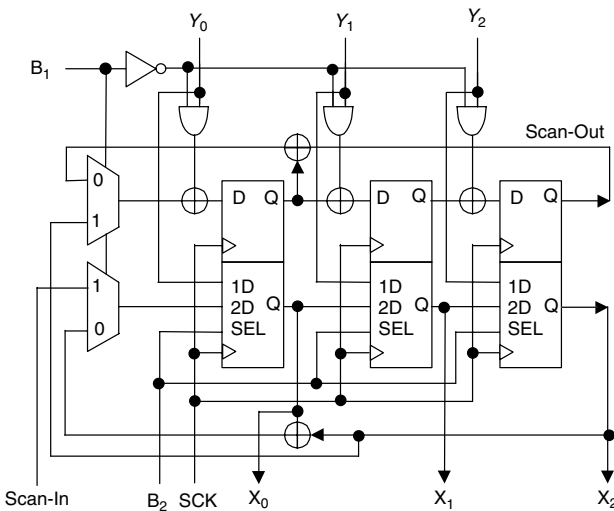 Y0 Y1 Y2
B1
Scan-Out
0
1
D Q D Q D Q
1
0
1D
2D Q
SEL
1D
2D Q
SEL
1D
2D Q
SEL
Scan-In B2 SCK X0 X1 X2